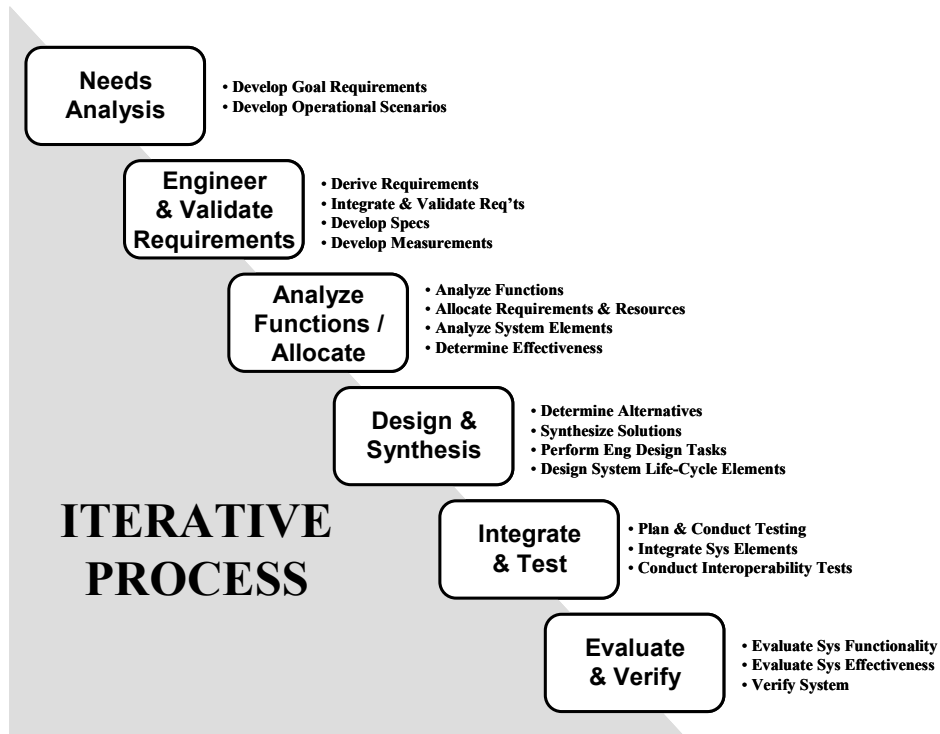 Needs
Analysis
• Develop Goal Requirements
• Develop Operational Scenarios
Engineer
& Validate
Requirements
• Derive Requirements
• Integrate & Validate Req’ts
• Develop Specs
• Develop Measurements
Analyze
Functions /
Allocate
• Analyze Functions
• Allocate Requirements & Resources
• Analyze System Elements
• Determine Effectiveness
Design &
Synthesis
• Determine Alternatives
• Synthesize Solutions
• Perform Eng Design Tasks
• Design System Life-Cycle Elements
ITERATIVE
PROCESS
Integrate
& Test
• Plan & Conduct Testing
• Integrate Sys Elements
• Conduct Interoperability Tests
Evaluate
& Verify
• Evaluate Sys Functionality
• Evaluate Sys Effectiveness
• Verify System